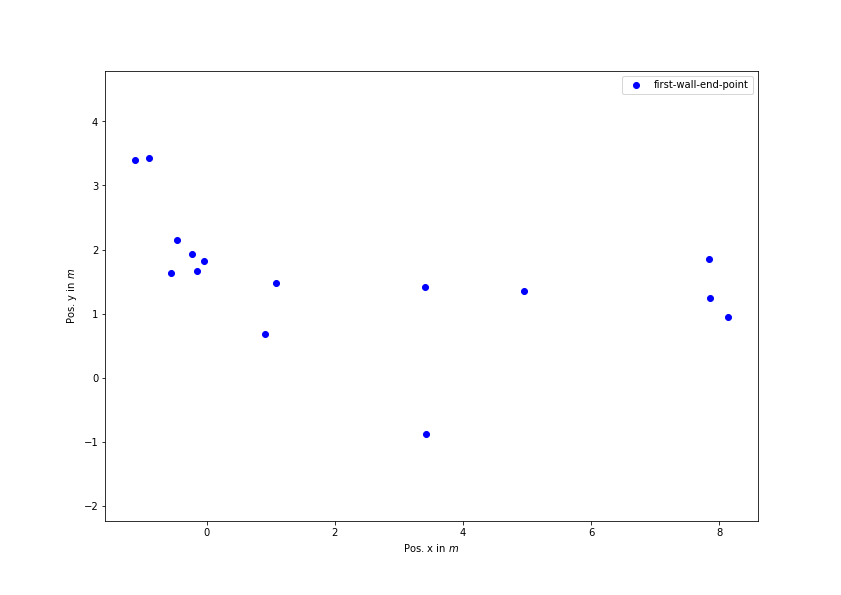 first-wall-end-point
4
3
2
1
0
−1
−2
Pos. y in m
0 2 4 6 8
Pos. x in m